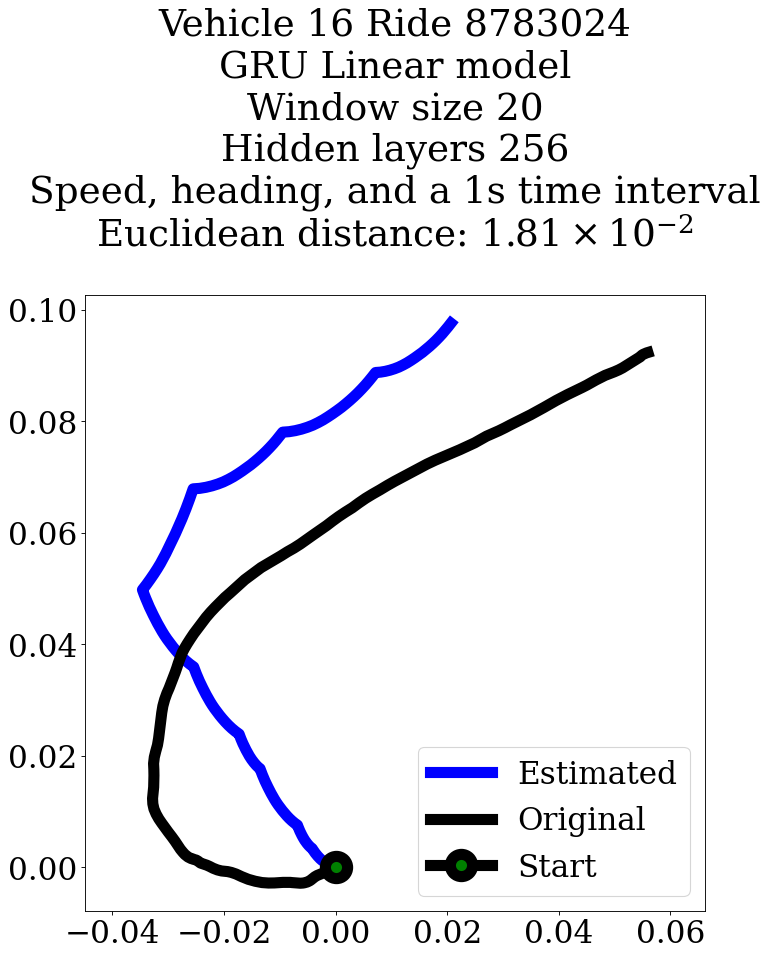 Vehicle 16 Ride 8783024
GRU Linear model
Window size 20
Hidden layers 256
Speed, heading, and a 1s time interval
Euclidean distance: 1.81 × 10⁻²
0.10
0.08
0.06
0.04
0.02
0.00
Estimated
Original
Start
−0.04 −0.02 0.00 0.02 0.04 0.06